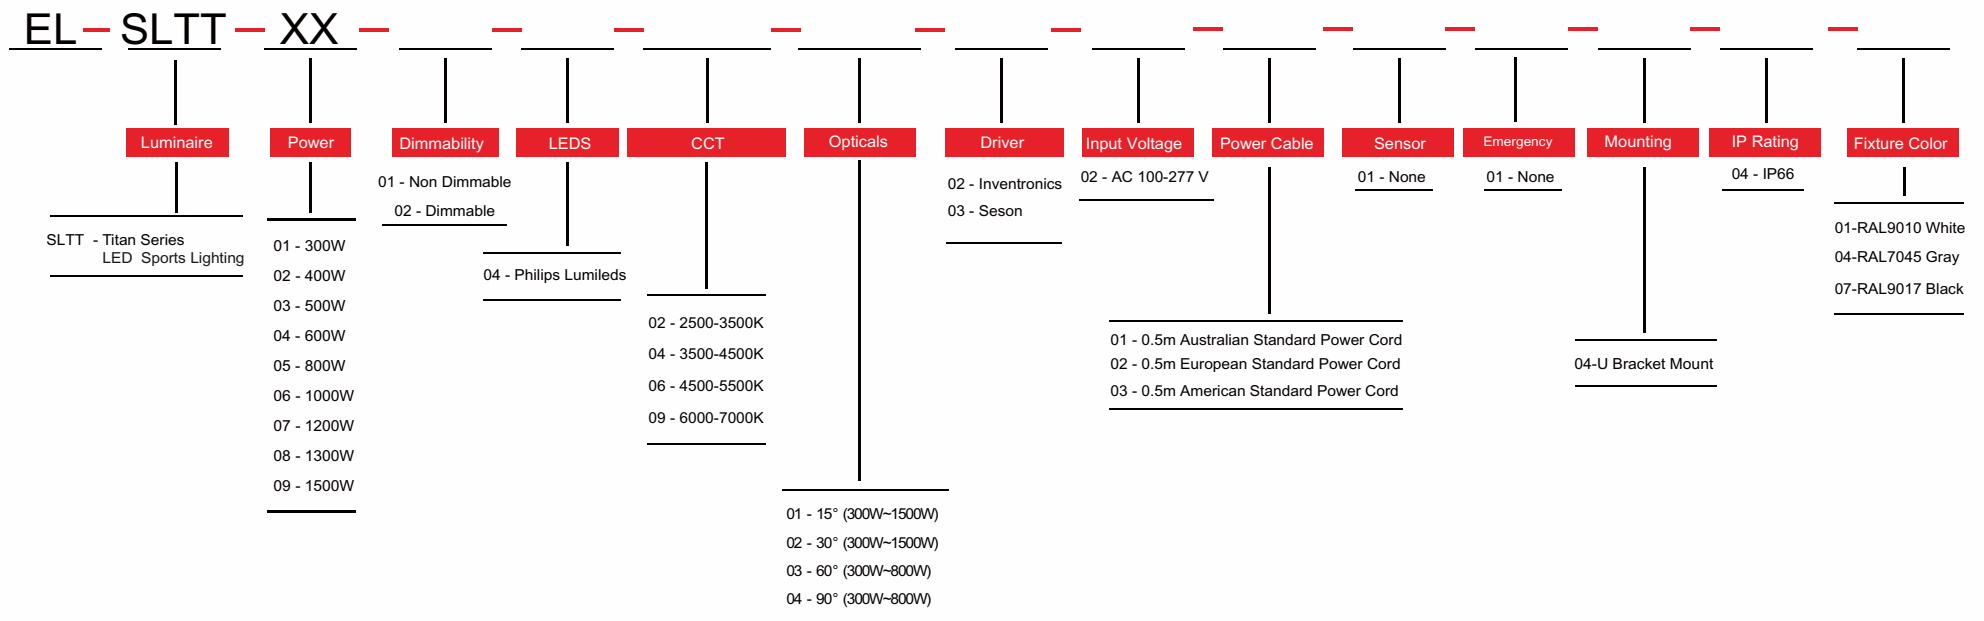 EL - SLTT - XX - - - - - - - - - - - -
Luminaire
SLTT - Titan Series
LED Sports Lighting
Power
01 - 300W
02 - 400W
03 - 500W
04 - 600W
05 - 800W
06 - 1000W
07 - 1200W
08 - 1300W
09 - 1500W
Dimmability
01 - Non Dimmable
02 - Dimmable
LEDS
04 - Philips Lumileds
CCT
02 - 2500-3500K
04 - 3500-4500K
06 - 4500-5500K
09 - 6000-7000K
Opticals
01 - 15° (300W~1500W)
02 - 30° (300W~1500W)
03 - 60° (300W~800W)
04 - 90° (300W~800W)
Driver
02 - Inventronics
03 - Seson
Input Voltage
02 - AC 100-277 V
Power Cable
01 - 0.5m Australian Standard Power Cord
02 - 0.5m European Standard Power Cord
03 - 0.5m American Standard Power Cord
Sensor
01 - None
Emergency
01 - None
Mounting
04-U Bracket Mount
IP Rating
04 - IP66
Fixture Color
01-RAL9010 White
04-RAL7045 Gray
07-RAL9017 Black